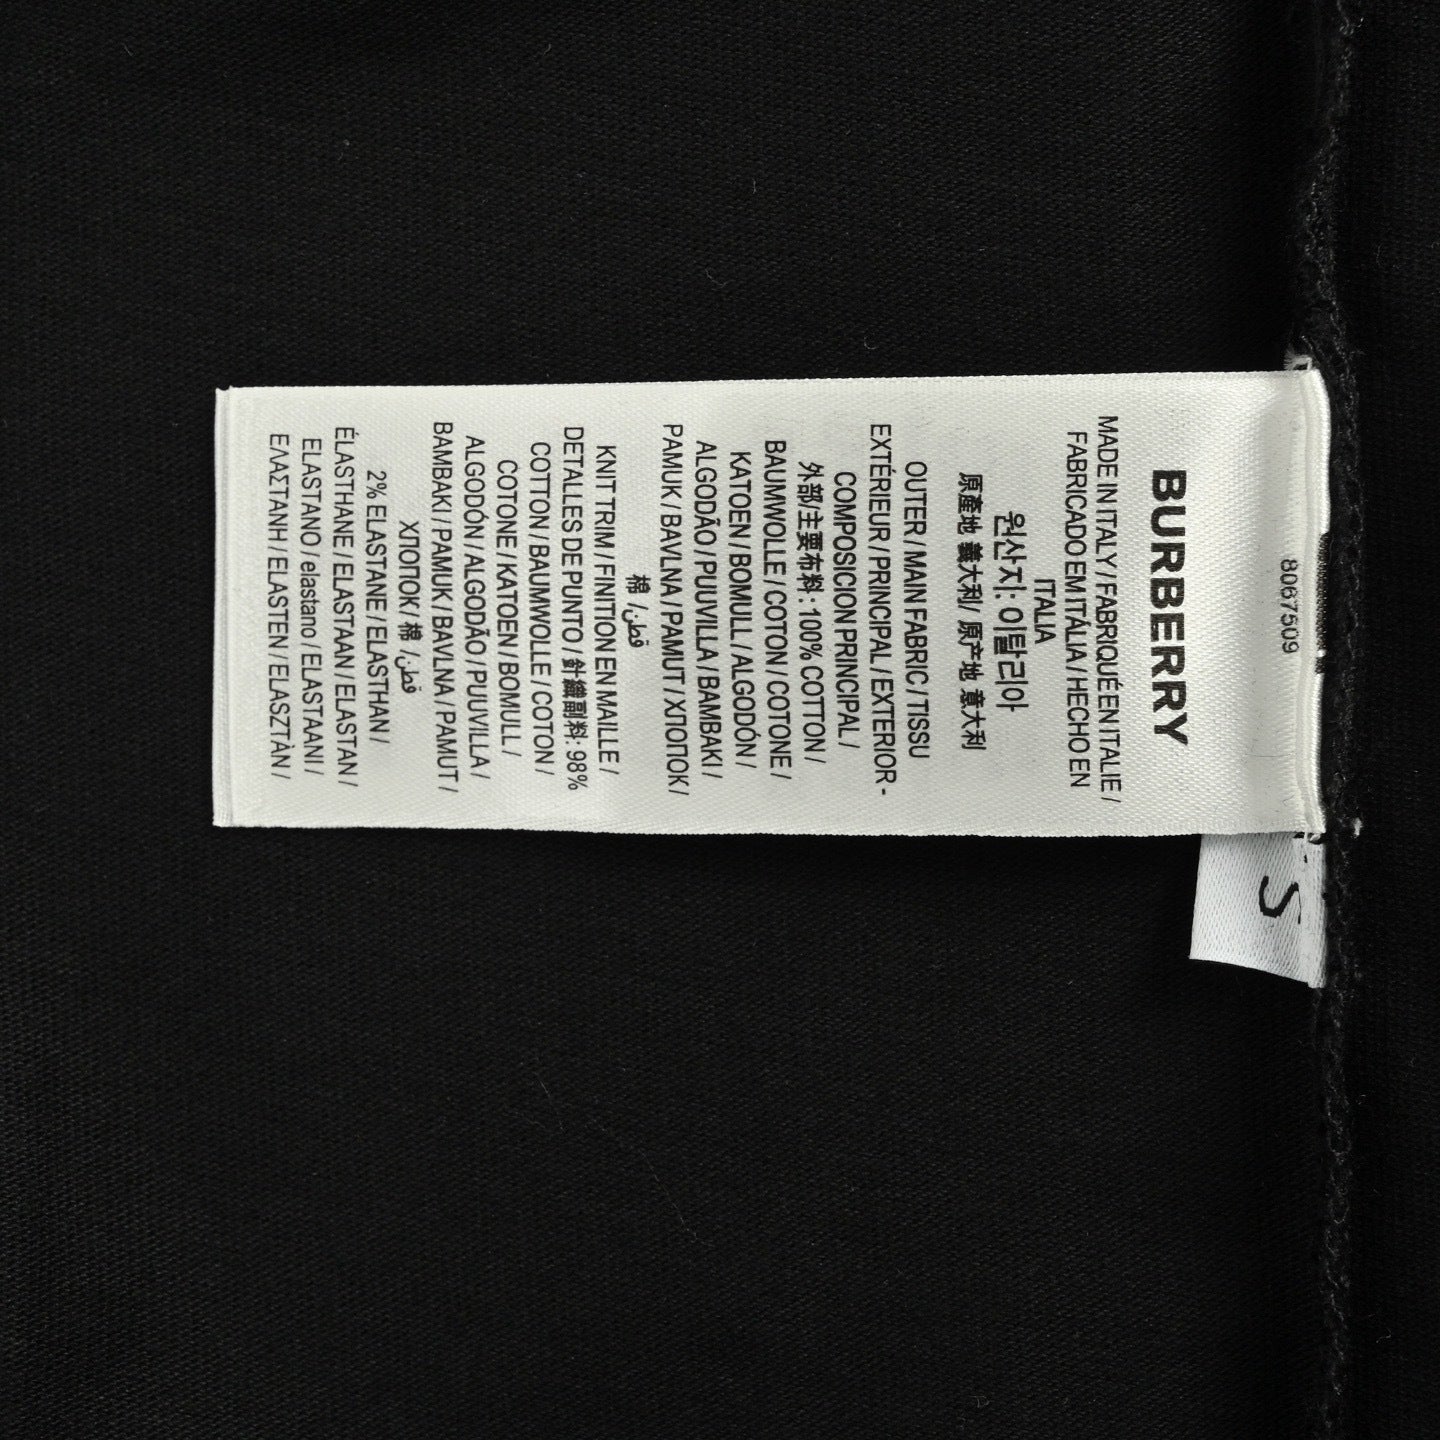 8067509
BURBERRY
MADE IN ITALY / FABRIQUÉ EN ITALIE /
FABRICADO EM ITÁLIA / HECHO EN
ITALIA
원산지: 이탈리아
原產地 義大利/ 原产地 意大利
OUTER / MAIN FABRIC / TISSU
EXTÉRIEUR / PRINCIPAL / EXTERIOR -
COMPOSICION PRINCIPAL /
外部/主要布料: 100% COTTON /
BAUMWOLLE / COTON / COTONE /
KATOEN / BOMULL / ALGODÓN /
ALGODÃO / PUUVILLA / BAMBAKI /
PAMUK / BAVLNA / PAMUT / ХПОПОК /
棉 /قطن
KNIT TRIM / FINITION EN MAILLE /
DETALLES DE PUNTO / 針織副料: 98%
COTTON / BAUMWOLLE / COTON /
COTONE / KATOEN / BOMULL /
ALGODÓN / ALGODÃO / PUUVILLA /
BAMBAKI / PAMUK / BAVLNA / PAMUT /
ХПОПОК / 棉 /قطن
2% ELASTANE / ELASTHAN /
ÉLASTHANE / ELASTAAN / ELASTAN /
ELASTANO / elastano / ELASTAANI /
ΕΛΑΣΤΑΝΗ / ELASTEN / ELASZTÀN /
S